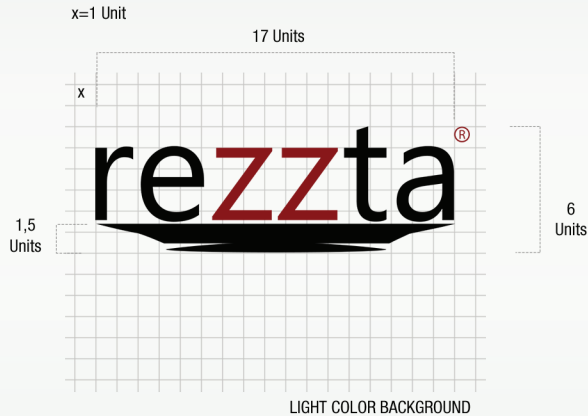 x=1 Unit
17 Units
x
rezzta®
1,5
Units
6
Units
LIGHT COLOR BACKGROUND